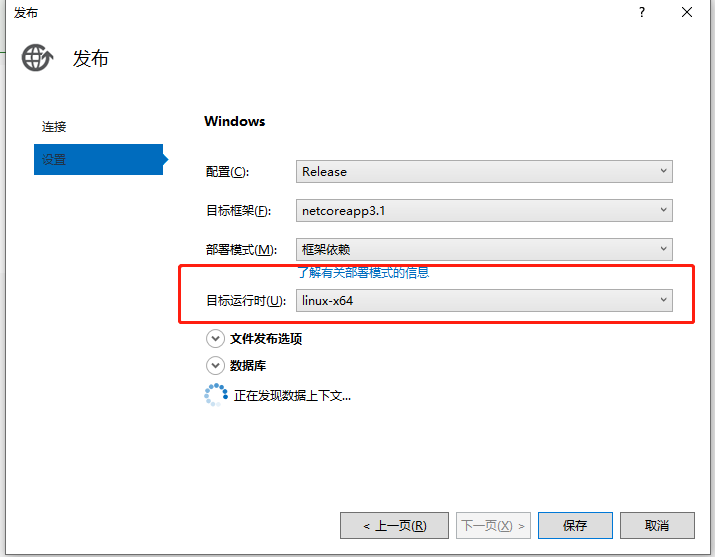 发布
?
发布
连接
设置
Windows
配置(C): Release
目标框架(F): netcoreapp3.1
部署模式(M): 框架依赖
了解有关部署模式的信息
目标运行时(U): linux-x64
文件发布选项
数据库
正在发现数据上下文...
< 上一页(R) 下一页(X) > 保存 取消